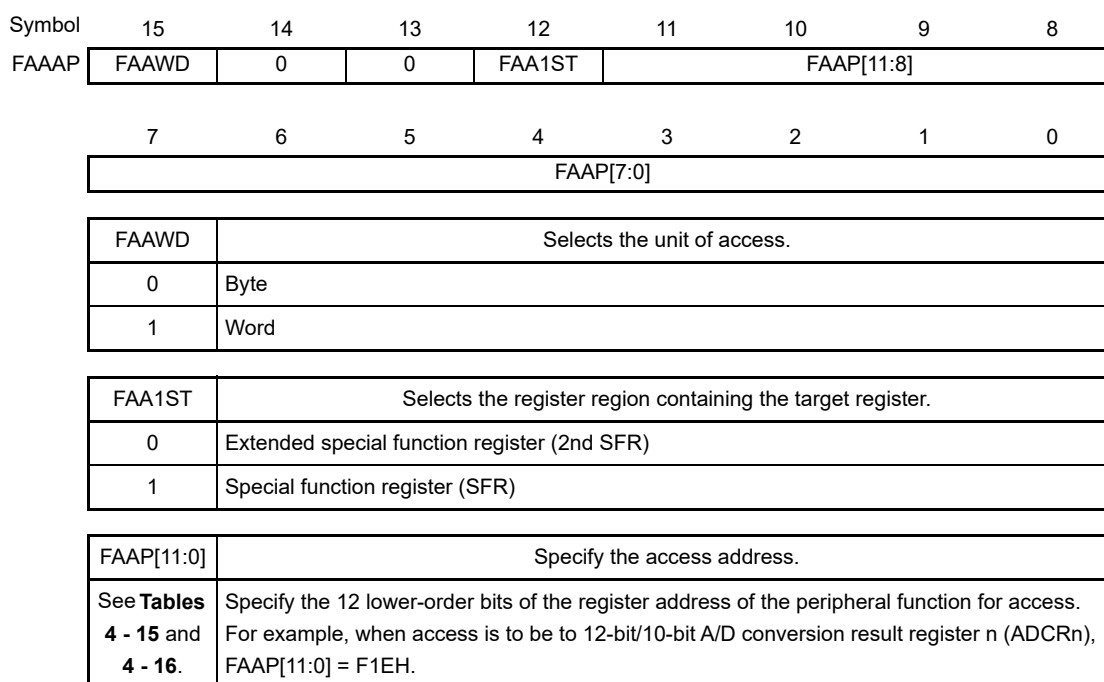 Symbol 15 14 13 12 11 10 9 8
FAAAP FAAWD 0 0 FAA1ST FAAP[11:8]
7 6 5 4 3 2 1 0
FAAP[7:0]
FAAWD Selects the unit of access.
0 Byte
1 Word
FAA1ST Selects the register region containing the target register.
0 Extended special function register (2nd SFR)
1 Special function register (SFR)
FAAP[11:0] Specify the access address.
See Tables Specify the 12 lower-order bits of the register address of the peripheral function for access.
4 - 15 and For example, when access is to be to 12-bit/10-bit A/D conversion result register n (ADCRn),
4 - 16. FAAP[11:0] = F1EH.